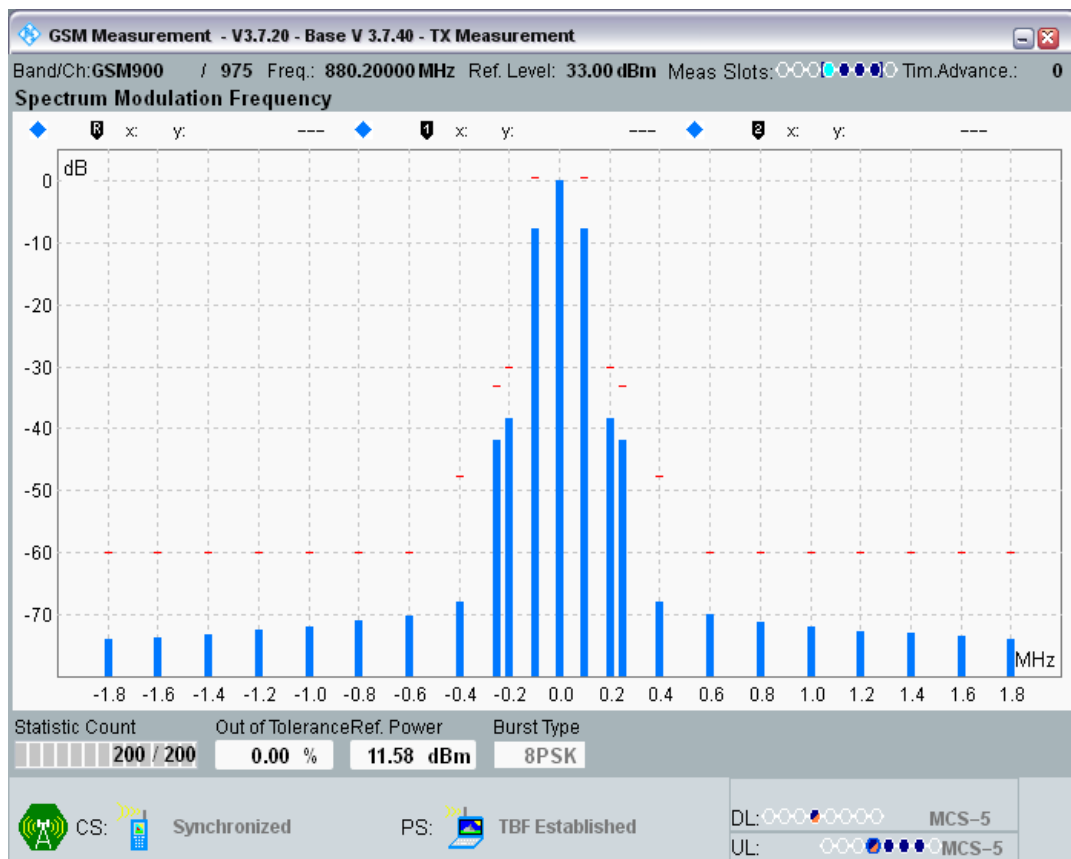 GSM Measurement - V3.7.20 - Base V 3.7.40 - TX Measurement
Band/Ch:GSM900 / 975 Freq.: 880.20000 MHz Ref. Level: 33.00 dBm Meas Slots: Tim.Advance.: 0
Spectrum Modulation Frequency
R x: y: --- 1 x: y: --- 2 x: y: ---
dB
0
-10
-20
-30
-40
-50
-60
-70
MHz
-1.8 -1.6 -1.4 -1.2 -1.0 -0.8 -0.6 -0.4 -0.2 0.0 0.2 0.4 0.6 0.8 1.0 1.2 1.4 1.6 1.8
Statistic Count Out of Tolerance Ref. Power Burst Type
200 / 200 0.00 % 11.58 dBm 8PSK
CS: Synchronized PS: TBF Established
DL: MCS-5
UL: MCS-5